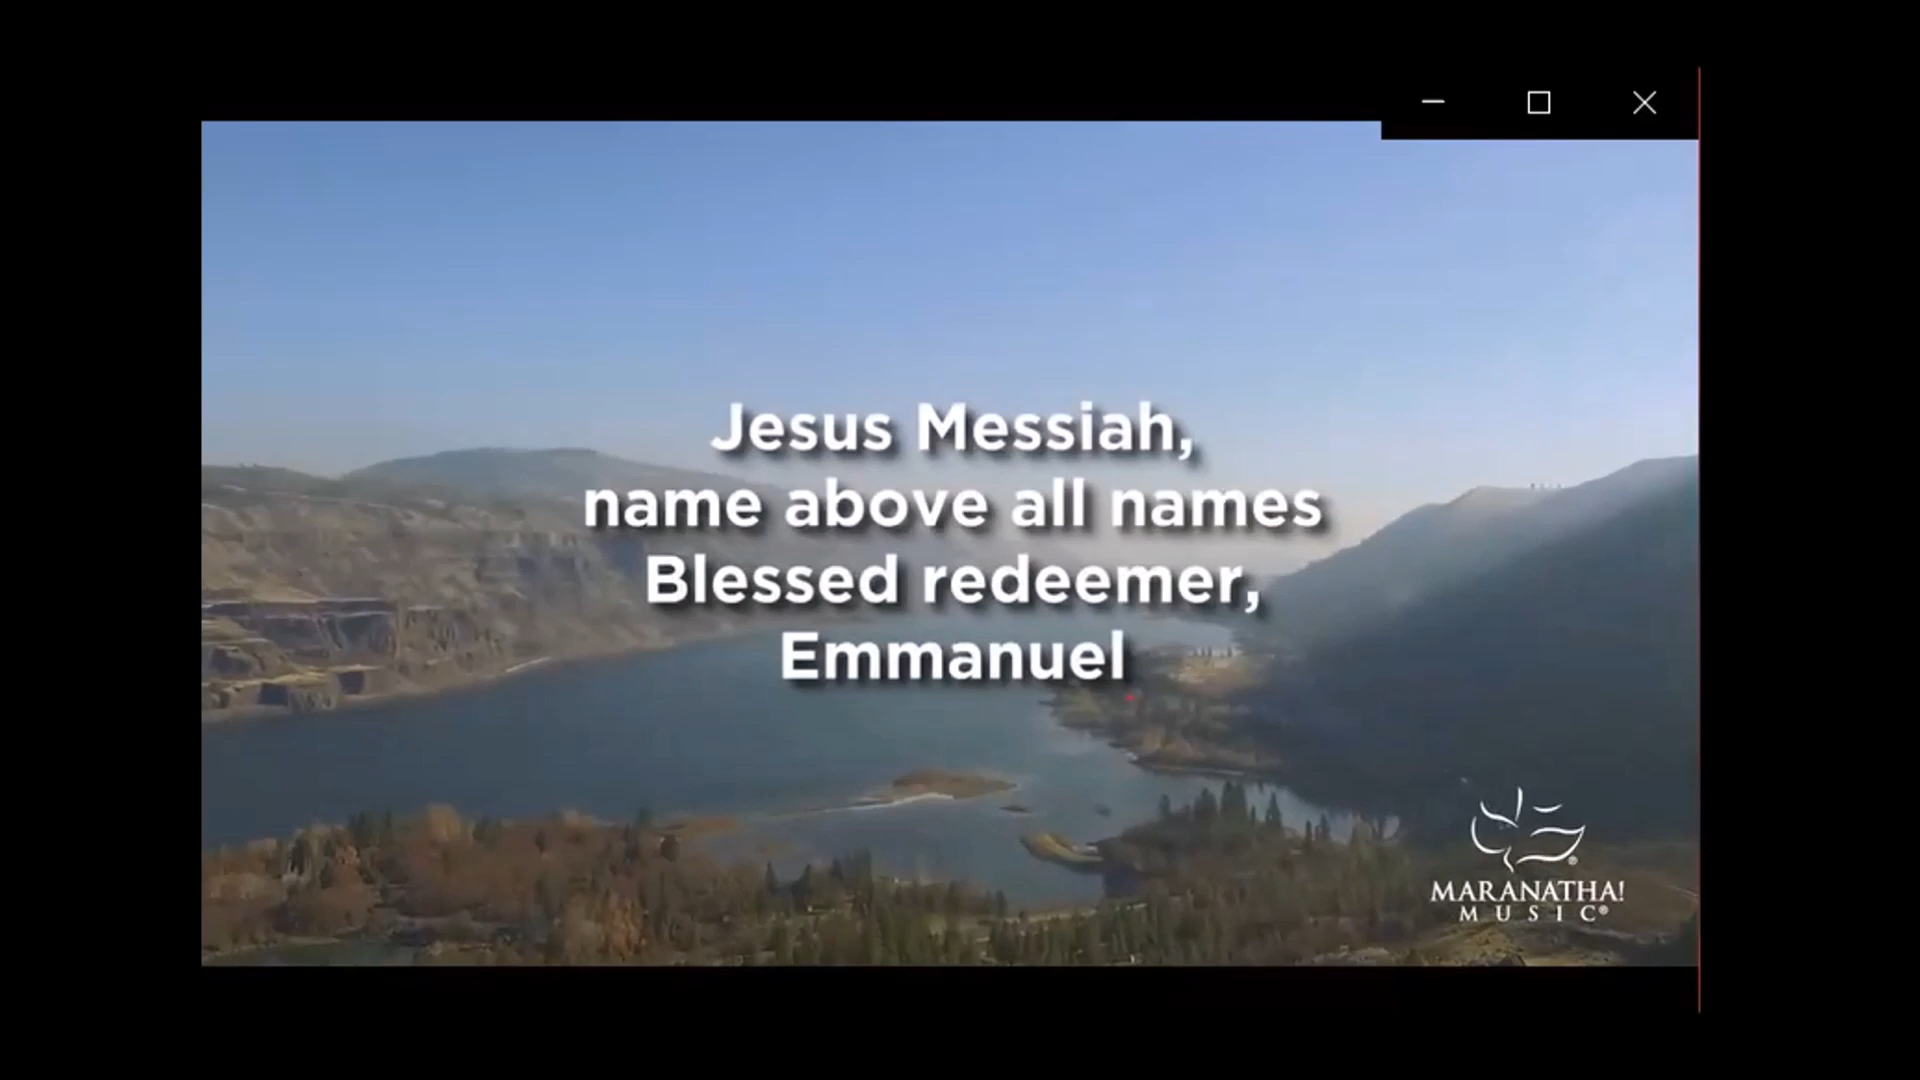 Jesus Messiah,
name above all names
Blessed redeemer,
Emmanuel
MARANATHA!
MUSIC®